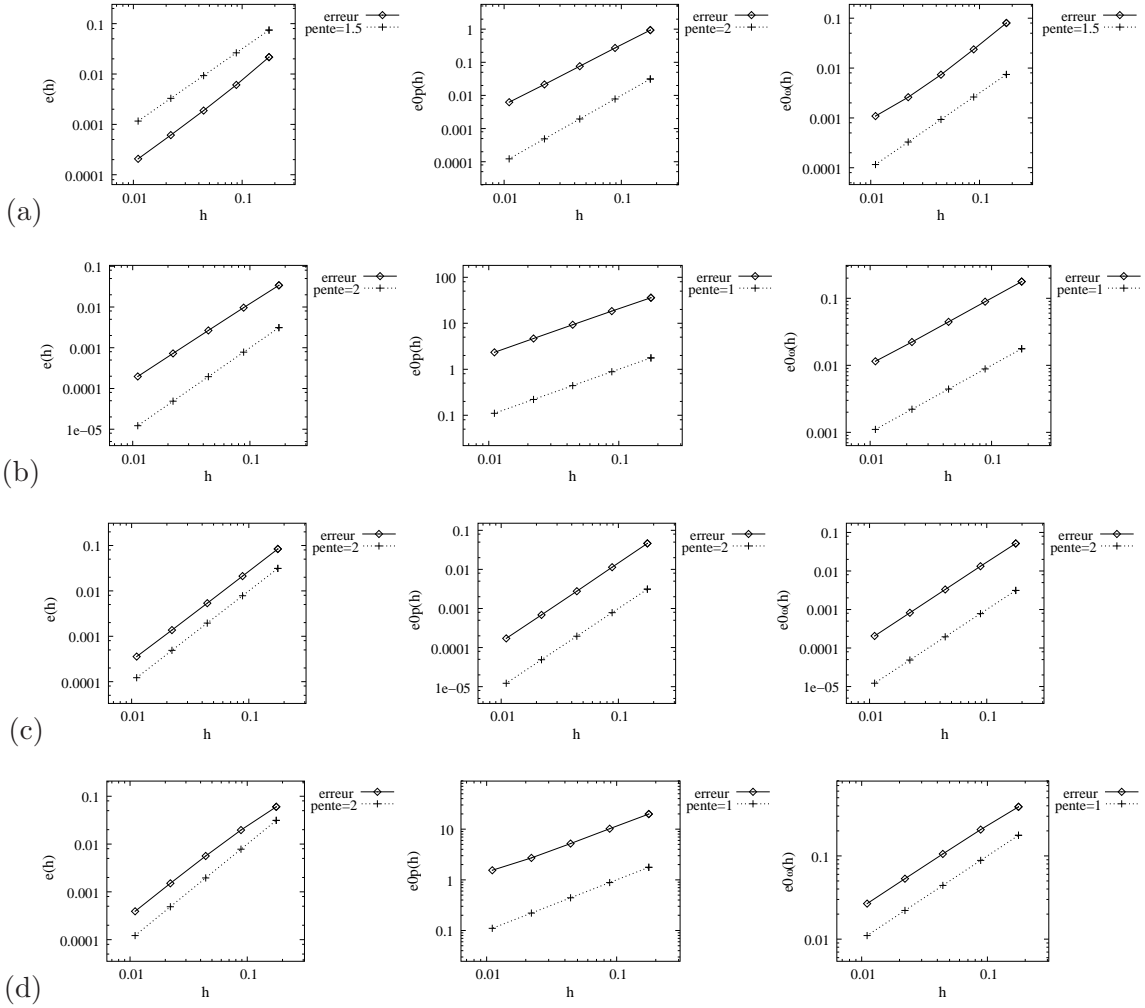 erreur
pente=1.5
0.1
0.01
0.001
0.0001
e(h)
0.01
0.1
h
erreur
pente=2
1
0.1
0.01
0.001
0.0001
e0p(h)
0.01
0.1
h
erreur
pente=1.5
0.1
0.01
0.001
0.0001
e0ω(h)
0.01
0.1
h
(a)
erreur
pente=2
0.1
0.01
0.001
0.0001
1e−05
e(h)
0.01
0.1
h
erreur
pente=1
100
10
1
0.1
e0p(h)
0.01
0.1
h
erreur
pente=1
0.1
0.01
0.001
e0ω(h)
0.01
0.1
h
(b)
erreur
pente=2
0.1
0.01
0.001
0.0001
e(h)
0.01
0.1
h
erreur
pente=2
0.1
0.01
0.001
0.0001
1e−05
e0p(h)
0.01
0.1
h
erreur
pente=2
0.1
0.01
0.001
0.0001
1e−05
e0ω(h)
0.01
0.1
h
(c)
erreur
pente=2
0.1
0.01
0.001
0.0001
e(h)
0.01
0.1
h
erreur
pente=1
10
1
0.1
e0p(h)
0.01
0.1
h
erreur
pente=1
0.1
0.01
e0ω(h)
0.01
0.1
h
(d)